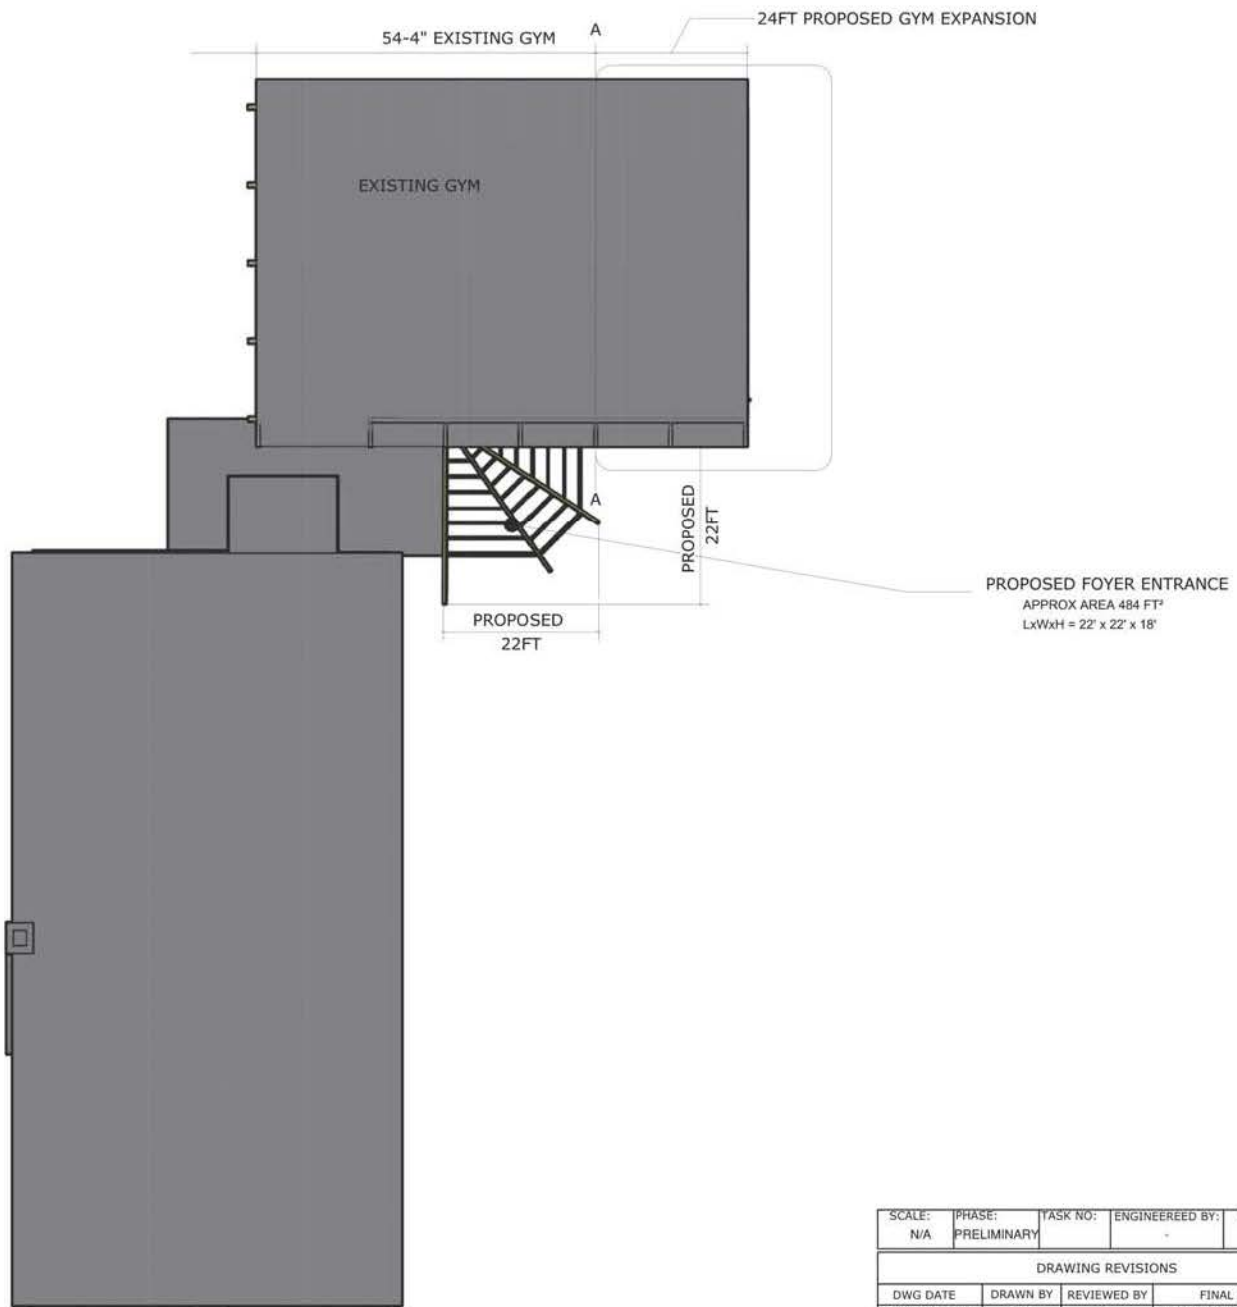 24FT PROPOSED GYM EXPANSION
54-4" EXISTING GYM
A
EXISTING GYM
A
PROPOSED
22FT
PROPOSED
22FT
PROPOSED FOYER ENTRANCE
APPROX AREA 484 FT²
LxWxH = 22' x 22' x 18'
SCALE: PHASE: TASK NO: ENGINEEREED BY:
N/A PRELIMINARY -
DRAWING REVISIONS
DWG DATE DRAWN BY REVIEWED BY FINAL